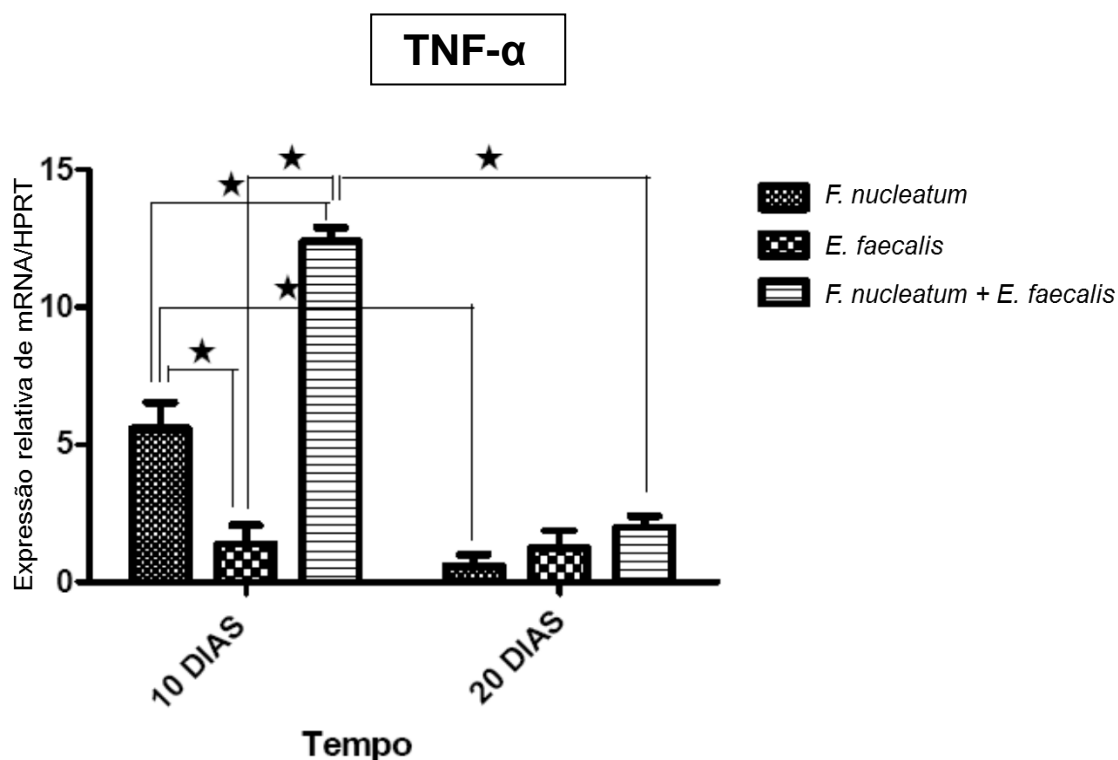 TNF-α
Expressão relativa de mRNA/HPRT
15
10
5
0
F. nucleatum
E. faecalis
F. nucleatum + E. faecalis
10 DIAS
20 DIAS
Tempo